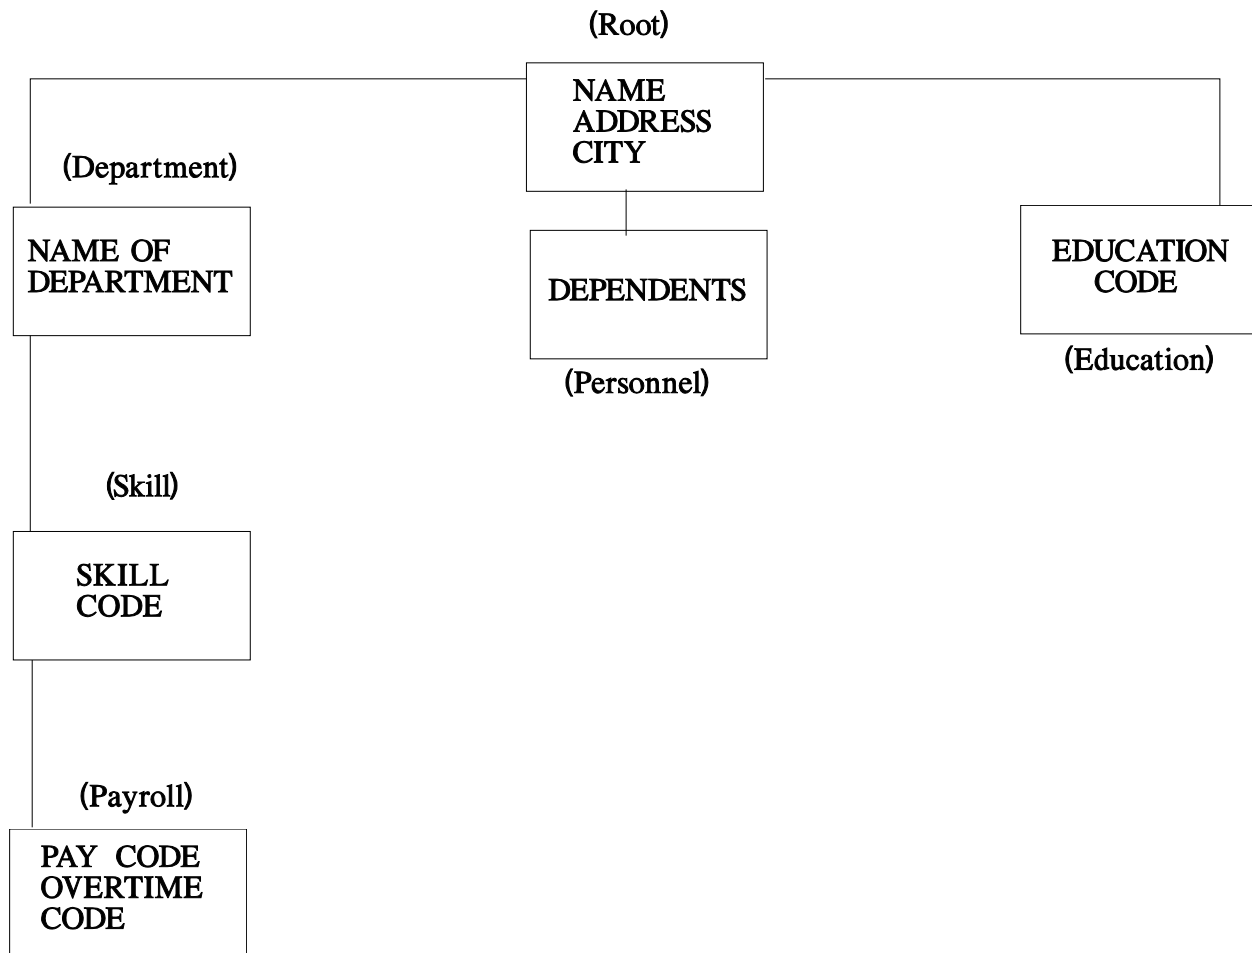 (Root)
NAME
ADDRESS
CITY
(Department)
NAME OF
DEPARTMENT
DEPENDENTS
(Personnel)
EDUCATION
CODE
(Education)
(Skill)
SKILL
CODE
(Payroll)
PAY CODE
OVERTIME
CODE